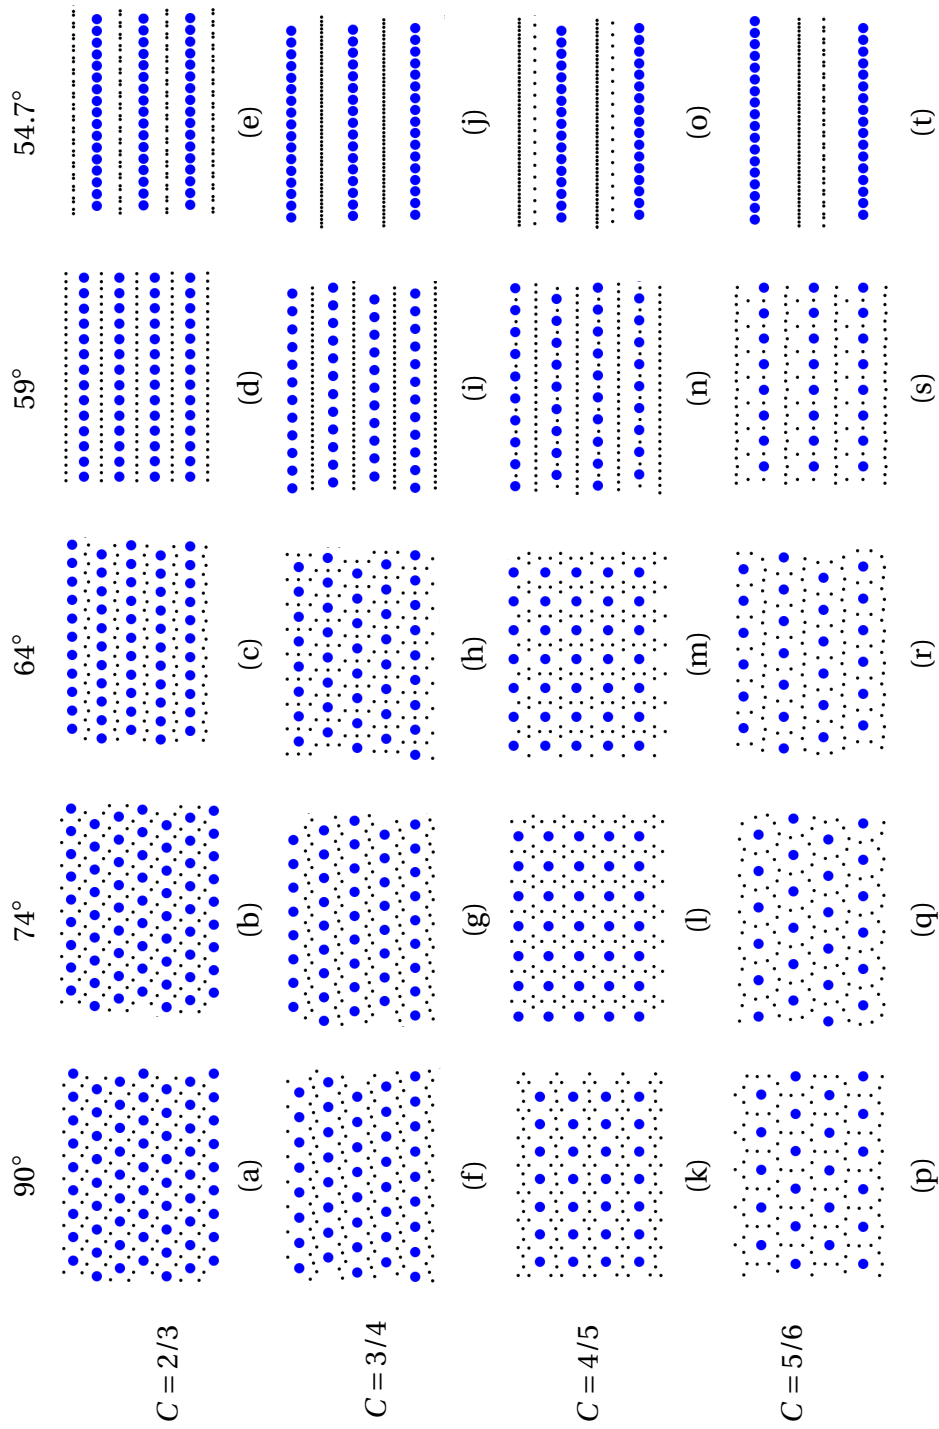 90° 74° 64° 59° 54.7°
C = 2/3
(a) (b) (c) (d) (e)
C = 3/4
(f) (g) (h) (i) (j)
C = 4/5
(k) (l) (m) (n) (o)
C = 5/6
(p) (q) (r) (s) (t)